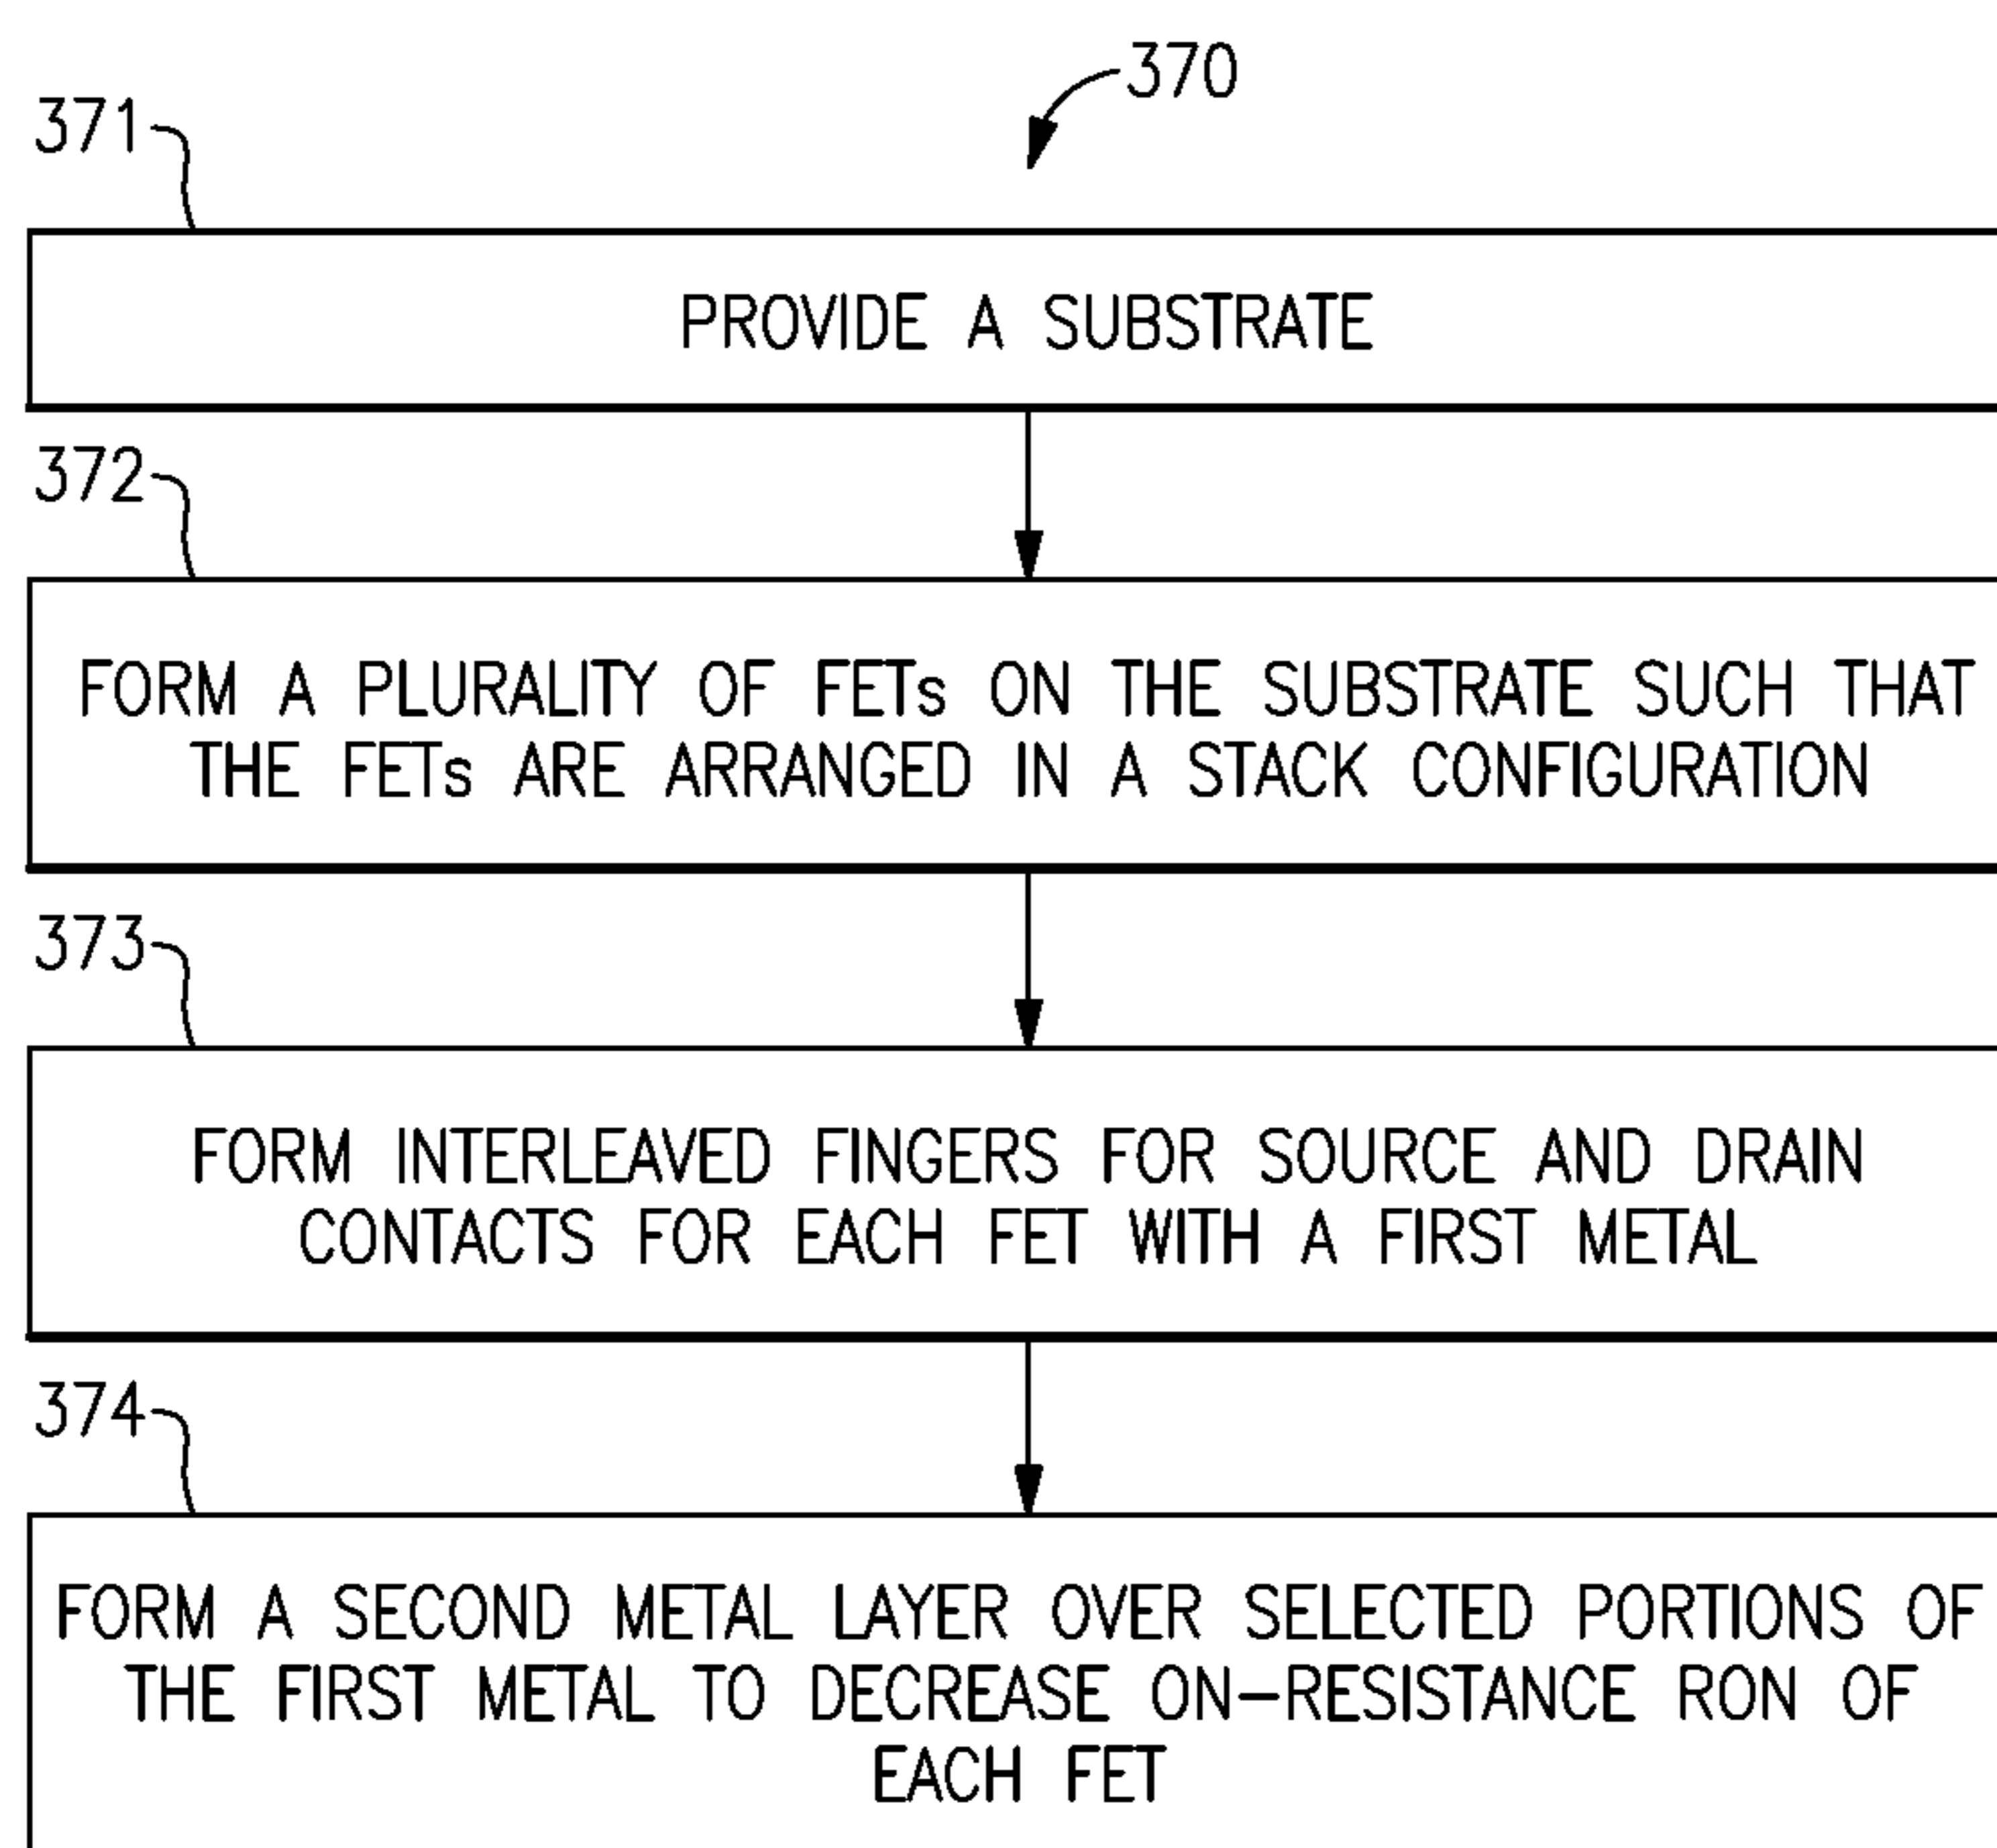 370
371
PROVIDE A SUBSTRATE
372
FORM A PLURALITY OF FETs ON THE SUBSTRATE SUCH THAT
THE FETs ARE ARRANGED IN A STACK CONFIGURATION
373
FORM INTERLEAVED FINGERS FOR SOURCE AND DRAIN
CONTACTS FOR EACH FET WITH A FIRST METAL
374
FORM A SECOND METAL LAYER OVER SELECTED PORTIONS OF
THE FIRST METAL TO DECREASE ON-RESISTANCE RON OF
EACH FET